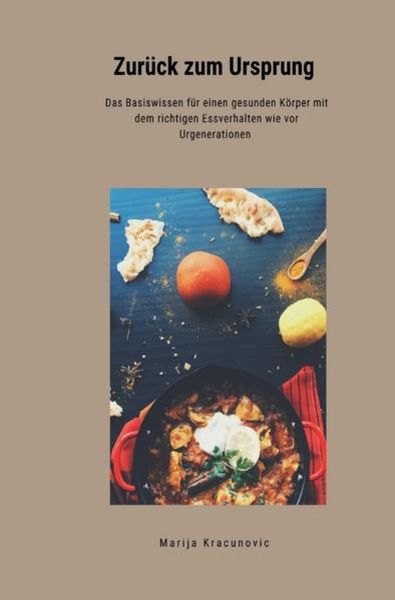 Zurück zum Ursprung
Das Basiswissen für einen gesunden Körper mit
dem richtigen Essverhalten wie vor
Urgenerationen
Marija Kracunovic